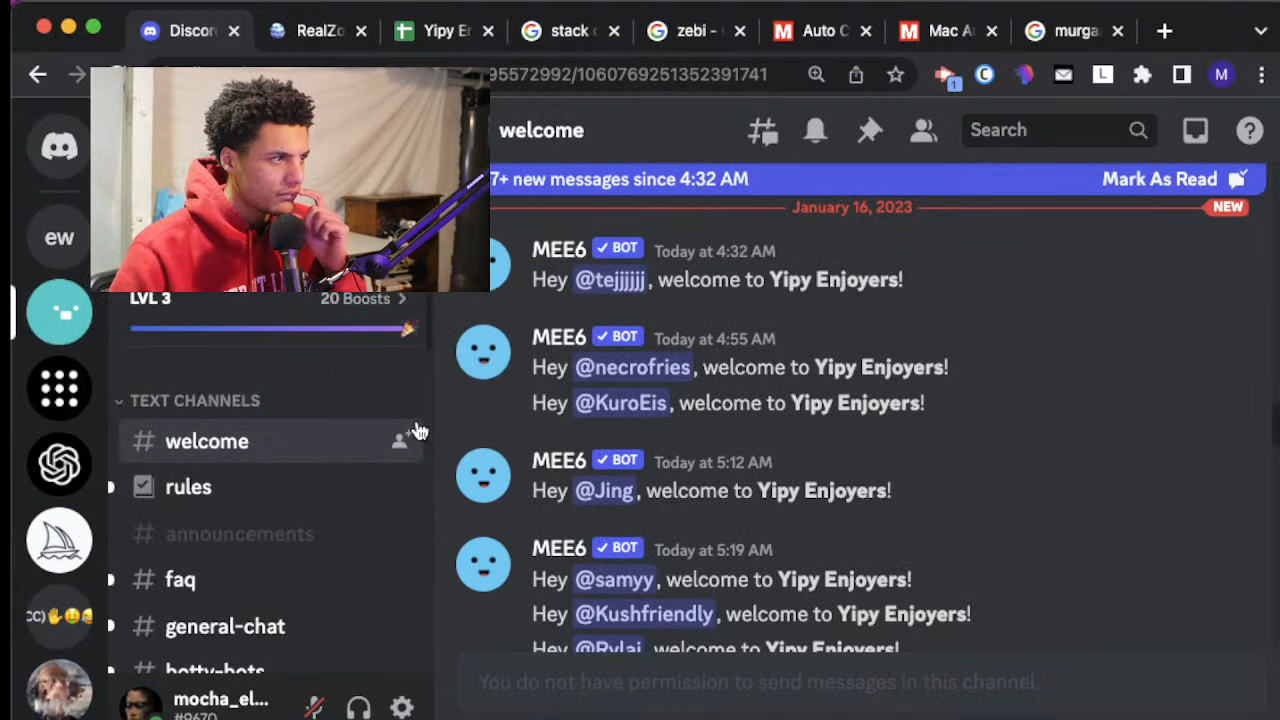 Discor
RealZo
Yipy Er
stack o
zebi -
Auto C
Mac Au
murga
95572992/1060769251352391741
1
C
L
M
welcome
Search
7+ new messages since 4:32 AM
Mark As Read
January 16, 2023
NEW
ew
LVL 3
20 Boosts
TEXT CHANNELS
welcome
rules
announcements
faq
general-chat
botty-bots
mocha_el...
#9670
MEE6 ✓ BOT Today at 4:32 AM
Hey @tejjjjjj, welcome to Yipy Enjoyers!
MEE6 ✓ BOT Today at 4:55 AM
Hey @necrofries, welcome to Yipy Enjoyers!
Hey @KuroEis, welcome to Yipy Enjoyers!
MEE6 ✓ BOT Today at 5:12 AM
Hey @Jing, welcome to Yipy Enjoyers!
MEE6 ✓ BOT Today at 5:19 AM
Hey @samyy, welcome to Yipy Enjoyers!
Hey @Kushfriendly, welcome to Yipy Enjoyers!
Hey @Rylai, welcome to Yipy Enjoyers!
You do not have permission to send messages in this channel.